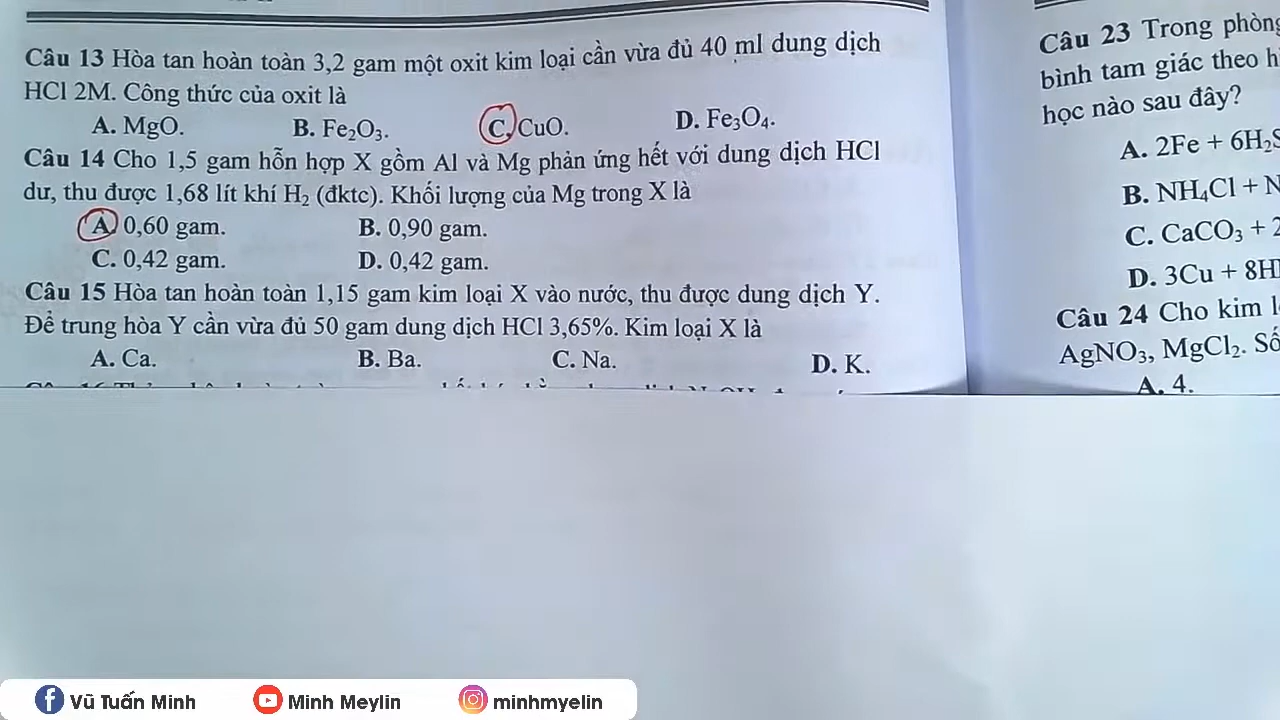 Câu 13 Hòa tan hoàn toàn 3,2 gam một oxit kim loại cần vừa đủ 40 ml dung dịch
HCl 2M. Công thức của oxit là
A. MgO. B. Fe₂O₃. C. CuO. D. Fe₃O₄.
Câu 14 Cho 1,5 gam hỗn hợp X gồm Al và Mg phản ứng hết với dung dịch HCl
dư, thu được 1,68 lít khí H₂ (đktc). Khối lượng của Mg trong X là
A. 0,60 gam. B. 0,90 gam.
C. 0,42 gam. D. 0,42 gam.
Câu 15 Hòa tan hoàn toàn 1,15 gam kim loại X vào nước, thu được dung dịch Y.
Để trung hòa Y cần vừa đủ 50 gam dung dịch HCl 3,65%. Kim loại X là
A. Ca. B. Ba. C. Na. D. K.
Câu 23 Trong phòng
bình tam giác theo h
học nào sau đây?
A. 2Fe + 6H₂S
B. NH₄Cl + N
C. CaCO₃ + 2
D. 3Cu + 8H
Câu 24 Cho kim l
AgNO₃, MgCl₂. Số
A. 4.
Vũ Tuấn Minh Minh Meylin minhmyelin